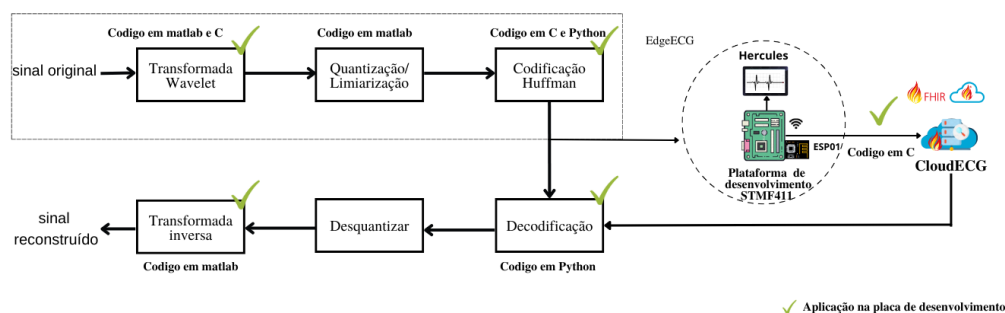 Codigo em matlab e C
Codigo em matlab
Codigo em C e Python
EdgeECG
sinal original
Transformada
Wavelet
Quantização/
Limiarização
Codificação
Huffman
Hercules
ESP01
Plataforma de
desenvolvimento
STMF411
Codigo em C
FHIR
CloudECG
sinal
reconstruído
Transformada
inversa
Desquantizar
Decodificação
Codigo em matlab
Codigo em Python
Aplicação na placa de desenvolvimento